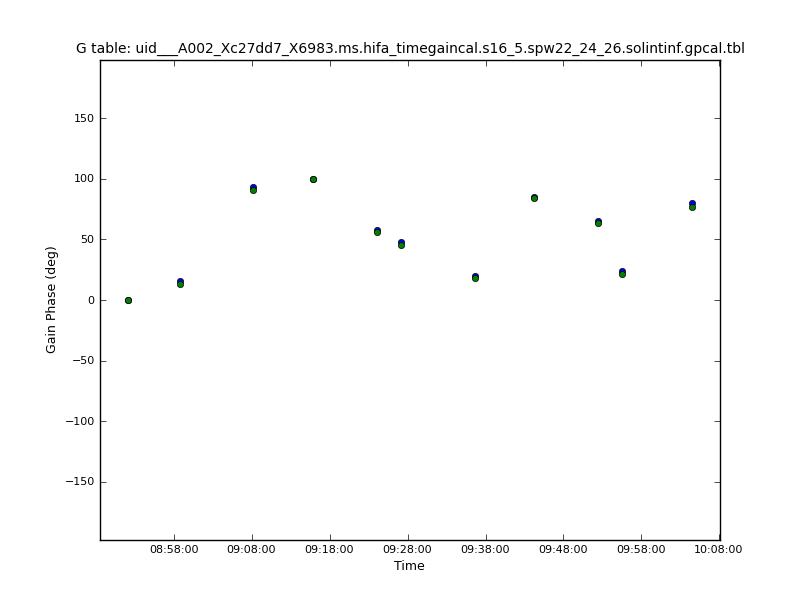 G table: uid___A002_Xc27dd7_X6983.ms.hifa_timegaincal.s16_5.spw22_24_26.solintinf.gpcal.tbl
150
100
50
0
−50
−100
−150
Gain Phase (deg)
08:58:00 09:08:00 09:18:00 09:28:00 09:38:00 09:48:00 09:58:00 10:08:00
Time